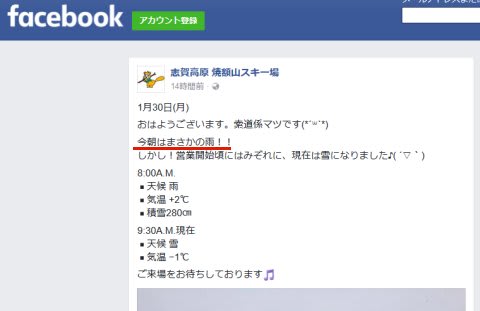 facebook
アカウント登録
志賀高原 焼額山スキー場
14時間前
1月30日(月)
おはようございます。索道係マツです(*´꒳`*)
今朝はまさかの雨！！
しかし！営業開始頃にはみぞれに、現在は雪になりました♪( ´▽｀)
8:00A.M.
▪天候 雨
▪気温 +2℃
▪積雪280㎝
9:30A.M.現在
▪天候 雪
▪気温 −1℃
ご来場をお待ちしております🎵